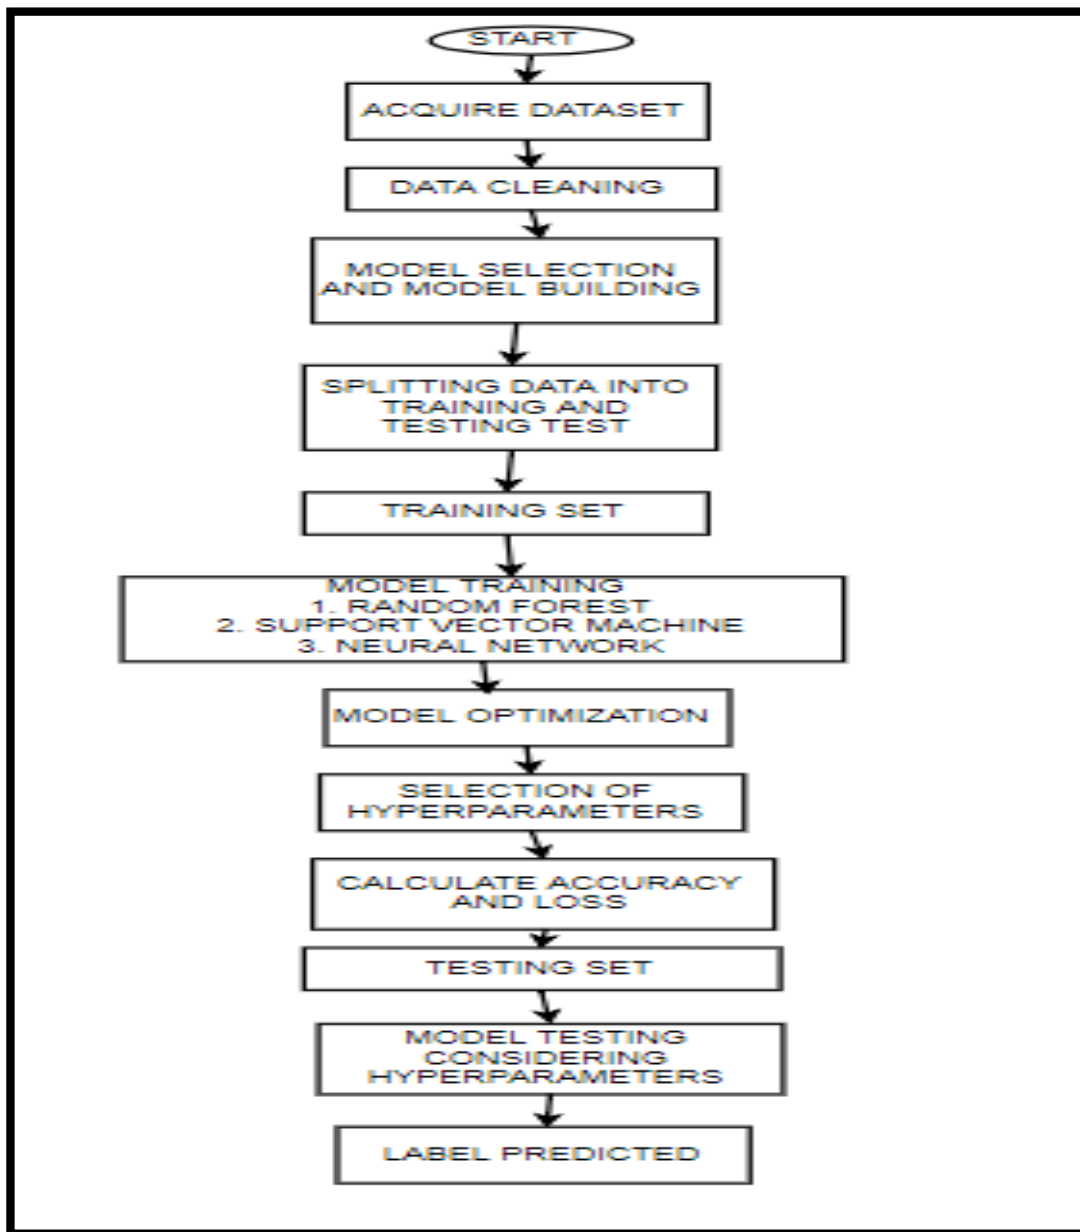 START
ACQUIRE DATASET
DATA CLEANING
MODEL SELECTION
AND MODEL BUILDING
SPLITTING DATA INTO
TRAINING AND
TESTING TEST
TRAINING SET
MODEL TRAINING
1. RANDOM FOREST
2. SUPPORT VECTOR MACHINE
3. NEURAL NETWORK
MODEL OPTIMIZATION
SELECTION OF
HYPERPARAMETERS
CALCULATE ACCURACY
AND LOSS
TESTING SET
MODEL TESTING
CONSIDERING
HYPERPARAMETERS
LABEL PREDICTED